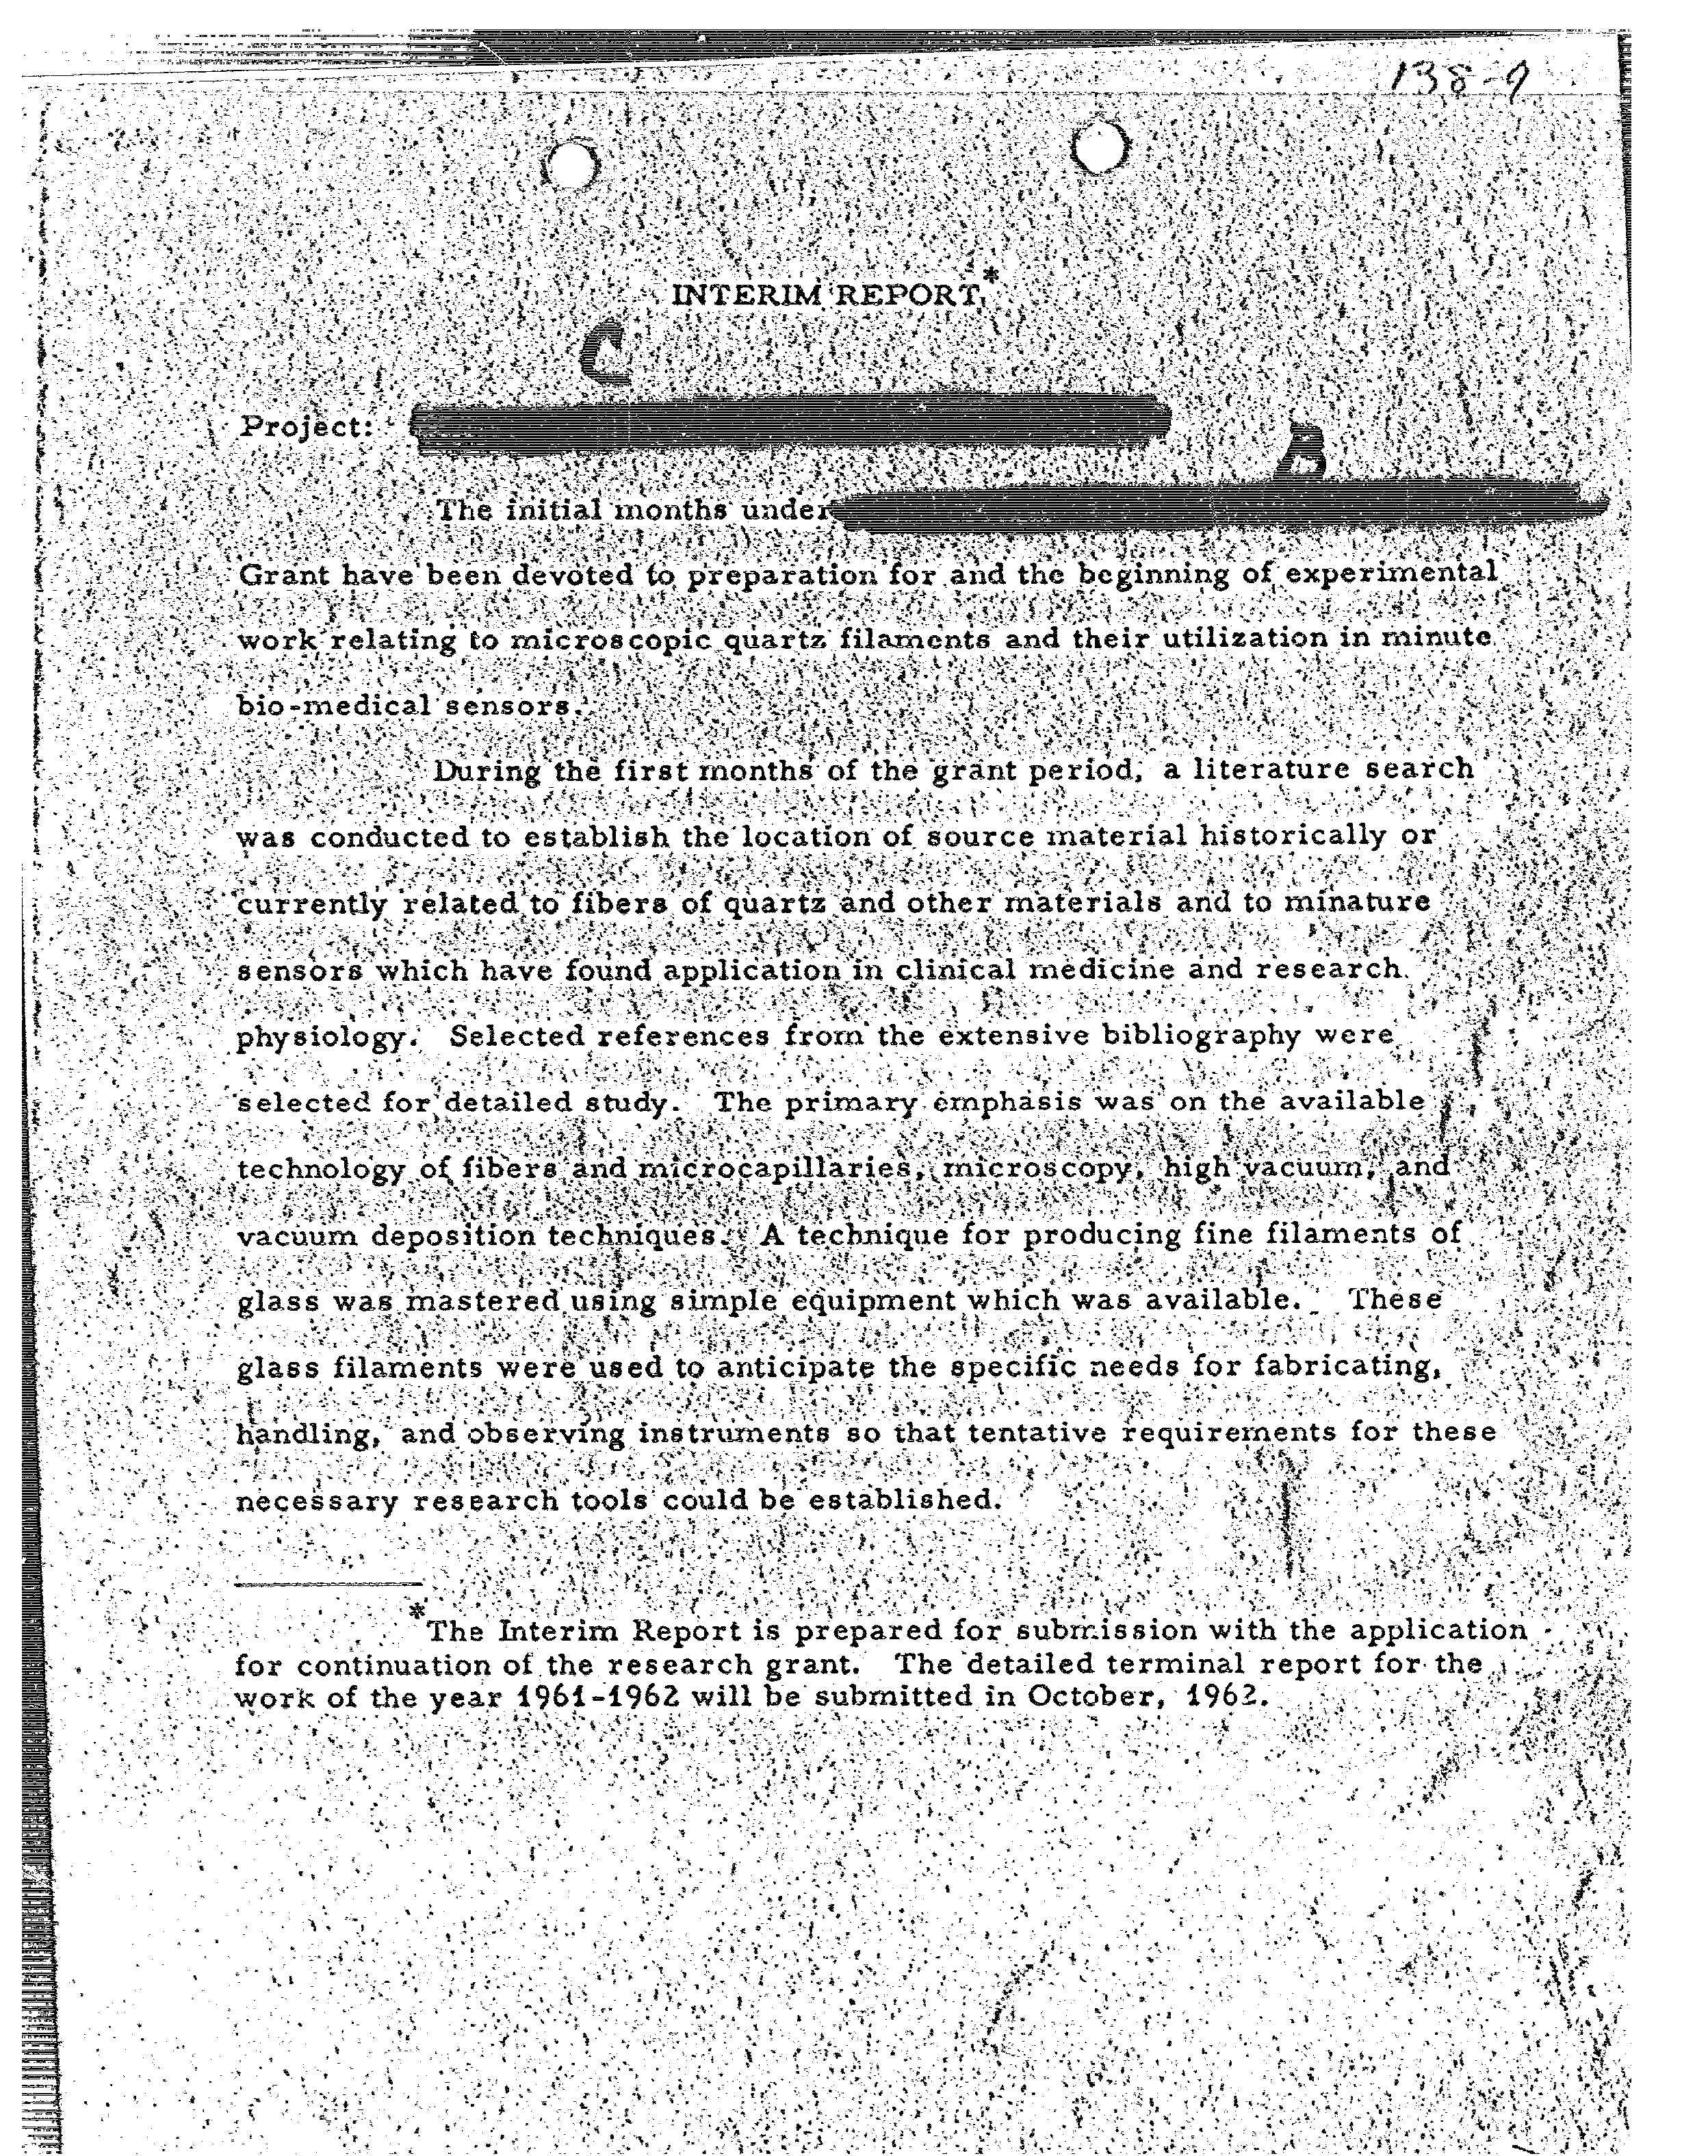 138-9
INTERIM REPORT*
C
Project:
B
The initial months under
Grant have been devoted to preparation for and the beginning of experimental
work relating to microscopic quartz filaments and their utilization in minute
bio-medical sensors.
During the first months of the grant period, a literature search
was conducted to establish the location of source material historically or
currently related to fibers of quartz and other materials and to minature
sensors which have found application in clinical medicine and research
physiology. Selected references from the extensive bibliography were
selected for detailed study. The primary emphasis was on the available
technology of fibers and microcapillaries, microscopy, high vacuum, and
vacuum deposition techniques. A technique for producing fine filaments of
glass was mastered using simple equipment which was available. These
glass filaments were used to anticipate the specific needs for fabricating,
handling, and observing instruments so that tentative requirements for these
necessary research tools could be established.
*The Interim Report is prepared for submission with the application
for continuation of the research grant. The detailed terminal report for the
work of the year 1961-1962 will be submitted in October, 1962.